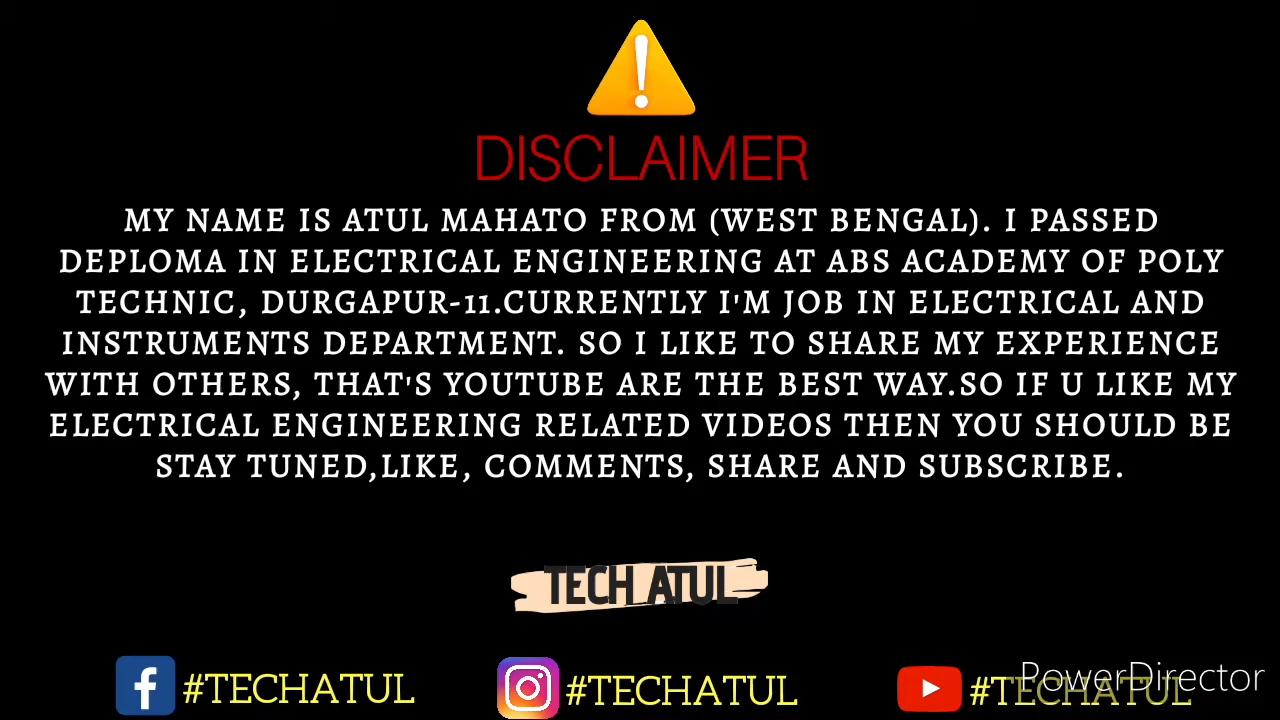 DISCLAIMER
MY NAME IS ATUL MAHATO FROM (WEST BENGAL). I PASSED
DEPLOMA IN ELECTRICAL ENGINEERING AT ABS ACADEMY OF POLY
TECHNIC, DURGAPUR-11.CURRENTLY I'M JOB IN ELECTRICAL AND
INSTRUMENTS DEPARTMENT. SO I LIKE TO SHARE MY EXPERIENCE
WITH OTHERS, THAT'S YOUTUBE ARE THE BEST WAY.SO IF U LIKE MY
ELECTRICAL ENGINEERING RELATED VIDEOS THEN YOU SHOULD BE
STAY TUNED,LIKE, COMMENTS, SHARE AND SUBSCRIBE.
TECH ATUL
#TECHATUL #TECHATUL #TECHATUL
PowerDirector